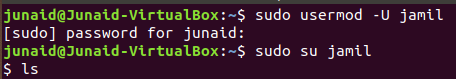 junaid@Junaid-VirtualBox:~$ sudo usermod -U jamil
[sudo] password for junaid:
junaid@Junaid-VirtualBox:~$ sudo su jamil
$ ls